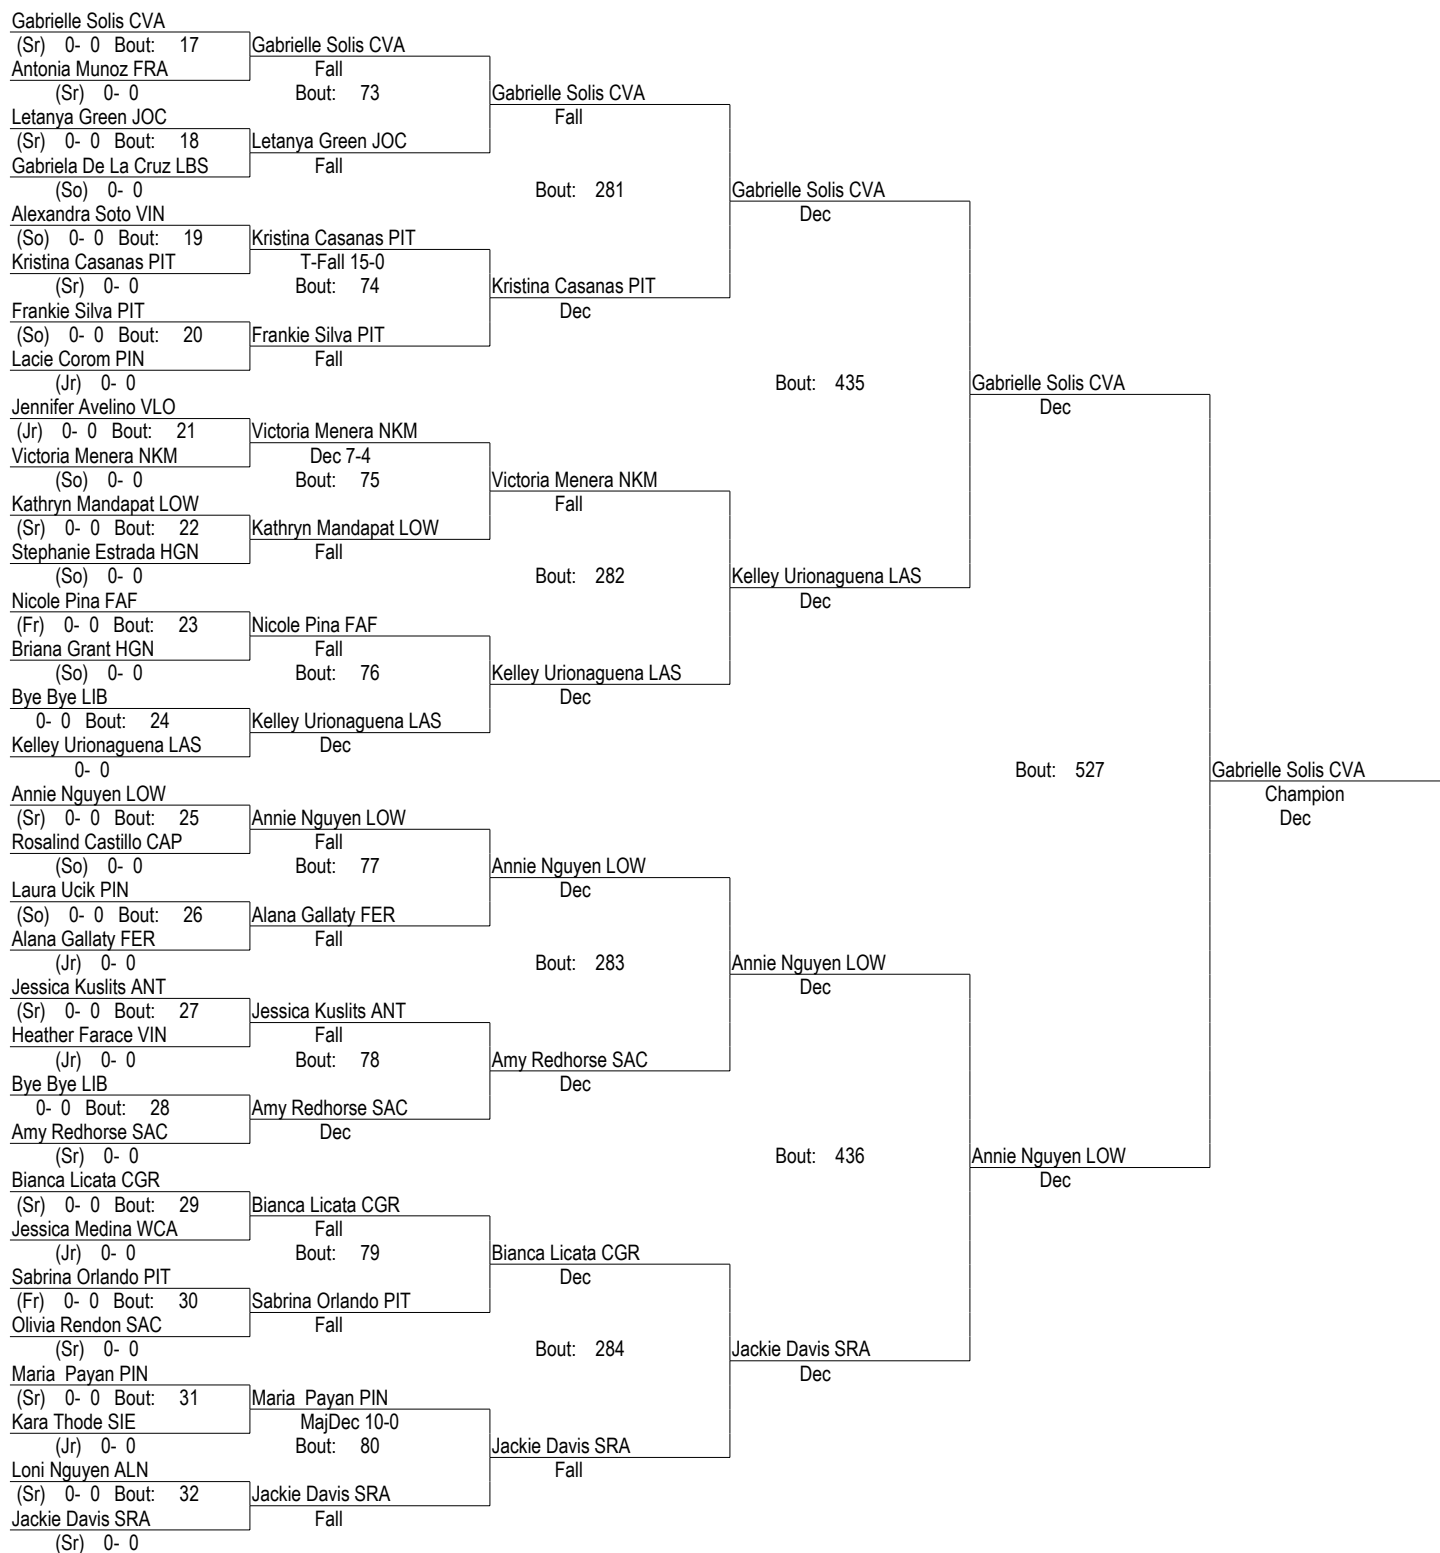 Gabrielle Solis CVA
(Sr) 0- 0 Bout: 17 Gabrielle Solis CVA
Antonia Munoz FRA Fall
(Sr) 0- 0 Bout: 73 Gabrielle Solis CVA
Letanya Green JOC Fall
(Sr) 0- 0 Bout: 18 Letanya Green JOC
Gabriela De La Cruz LBS Fall
(So) 0- 0 Bout: 281 Gabrielle Solis CVA
Alexandra Soto VIN Dec
(So) 0- 0 Bout: 19 Kristina Casanas PIT
Kristina Casanas PIT T-Fall 15-0
(Sr) 0- 0 Bout: 74 Kristina Casanas PIT
Frankie Silva PIT Dec
(So) 0- 0 Bout: 20 Frankie Silva PIT
Lacie Corom PIN Fall
(Jr) 0- 0 Bout: 435 Gabrielle Solis CVA
Jennifer Avelino VLO Dec
(Jr) 0- 0 Bout: 21 Victoria Menera NKM
Victoria Menera NKM Dec 7-4
(So) 0- 0 Bout: 75 Victoria Menera NKM
Kathryn Mandapat LOW Fall
(Sr) 0- 0 Bout: 22 Kathryn Mandapat LOW
Stephanie Estrada HGN Fall
(So) 0- 0 Bout: 282 Kelley Urionaguena LAS
Nicole Pina FAF Dec
(Fr) 0- 0 Bout: 23 Nicole Pina FAF
Briana Grant HGN Fall
(So) 0- 0 Bout: 76 Kelley Urionaguena LAS
Bye Bye LIB Dec
0- 0 Bout: 24 Kelley Urionaguena LAS
Kelley Urionaguena LAS Dec
0- 0 Bout: 527 Gabrielle Solis CVA
Annie Nguyen LOW Champion
(Sr) 0- 0 Bout: 25 Annie Nguyen LOW Dec
Rosalind Castillo CAP Fall
(So) 0- 0 Bout: 77 Annie Nguyen LOW
Laura Ucik PIN Dec
(So) 0- 0 Bout: 26 Alana Gallaty FER
Alana Gallaty FER Fall
(Jr) 0- 0 Bout: 283 Annie Nguyen LOW
Jessica Kuslits ANT Dec
(Sr) 0- 0 Bout: 27 Jessica Kuslits ANT
Heather Farace VIN Fall
(Jr) 0- 0 Bout: 78 Amy Redhorse SAC
Bye Bye LIB Dec
0- 0 Bout: 28 Amy Redhorse SAC
Amy Redhorse SAC Dec
(Sr) 0- 0 Bout: 436 Annie Nguyen LOW
Bianca Licata CGR Dec
(Sr) 0- 0 Bout: 29 Bianca Licata CGR
Jessica Medina WCA Fall
(Jr) 0- 0 Bout: 79 Bianca Licata CGR
Sabrina Orlando PIT Dec
(Fr) 0- 0 Bout: 30 Sabrina Orlando PIT
Olivia Rendon SAC Fall
(Sr) 0- 0 Bout: 284 Jackie Davis SRA
Maria Payan PIN Dec
(Sr) 0- 0 Bout: 31 Maria Payan PIN
Kara Thode SIE MajDec 10-0
(Jr) 0- 0 Bout: 80 Jackie Davis SRA
Loni Nguyen ALN Fall
(Sr) 0- 0 Bout: 32 Jackie Davis SRA
Jackie Davis SRA Fall
(Sr) 0- 0